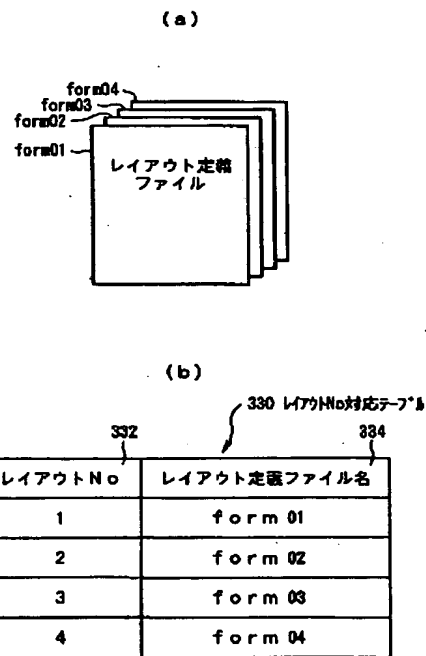 (a)
form04
form03
form02
form01
レイアウト定義
ファイル
(b)
330 レイアウトNo対応テーブル
332
334
レイアウトNo
レイアウト定義ファイル名
1
form 01
2
form 02
3
form 03
4
form 04